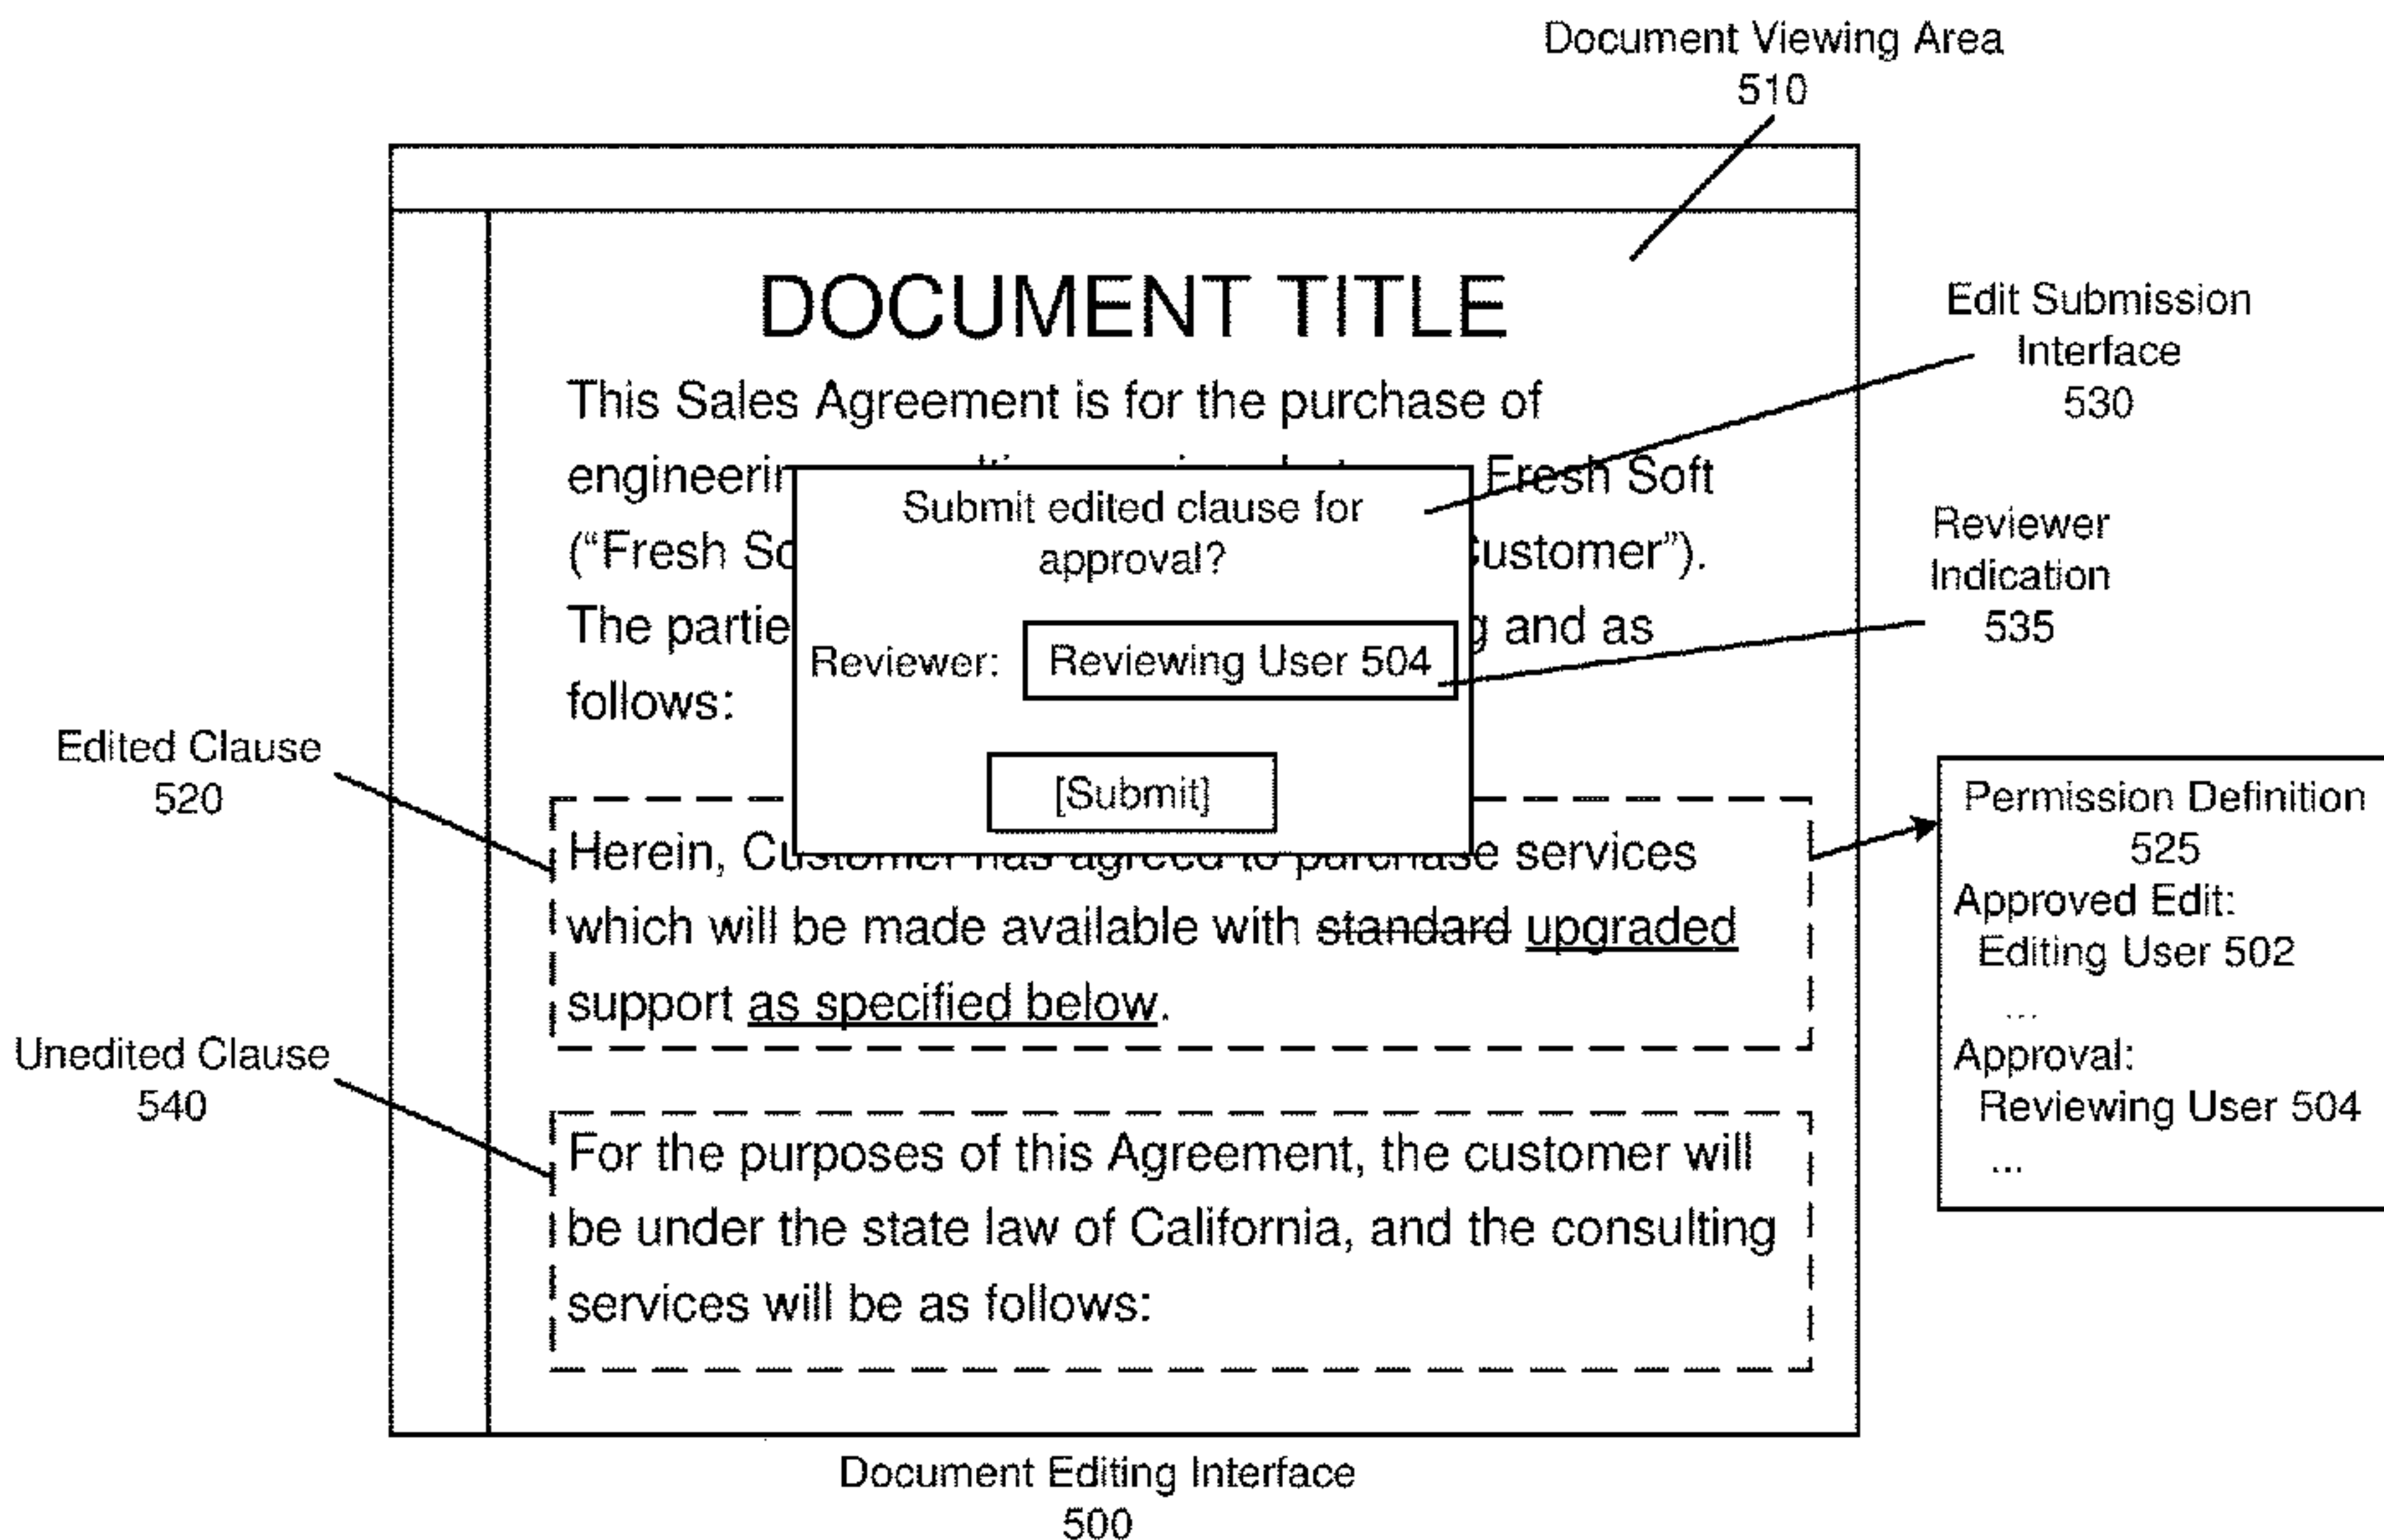 Document Viewing Area
510
DOCUMENT TITLE
This Sales Agreement is for the purchase of
Fresh Soft
(“Fresh
”).
The
and as
follows:
Submit edited clause for
approval?
Reviewer: Reviewing User 504
[Submit]
Edit Submission
Interface
530
Reviewer
Indication
535
Edited Clause
520
Herein, Customer has agreed to purchase services
which will be made available with standard upgraded
support as specified below.
Unedited Clause
540
For the purposes of this Agreement, the customer will
be under the state law of California, and the consulting
services will be as follows:
Permission Definition
525
Approved Edit:
Editing User 502
...
Approval:
Reviewing User 504
...
Document Editing Interface
500